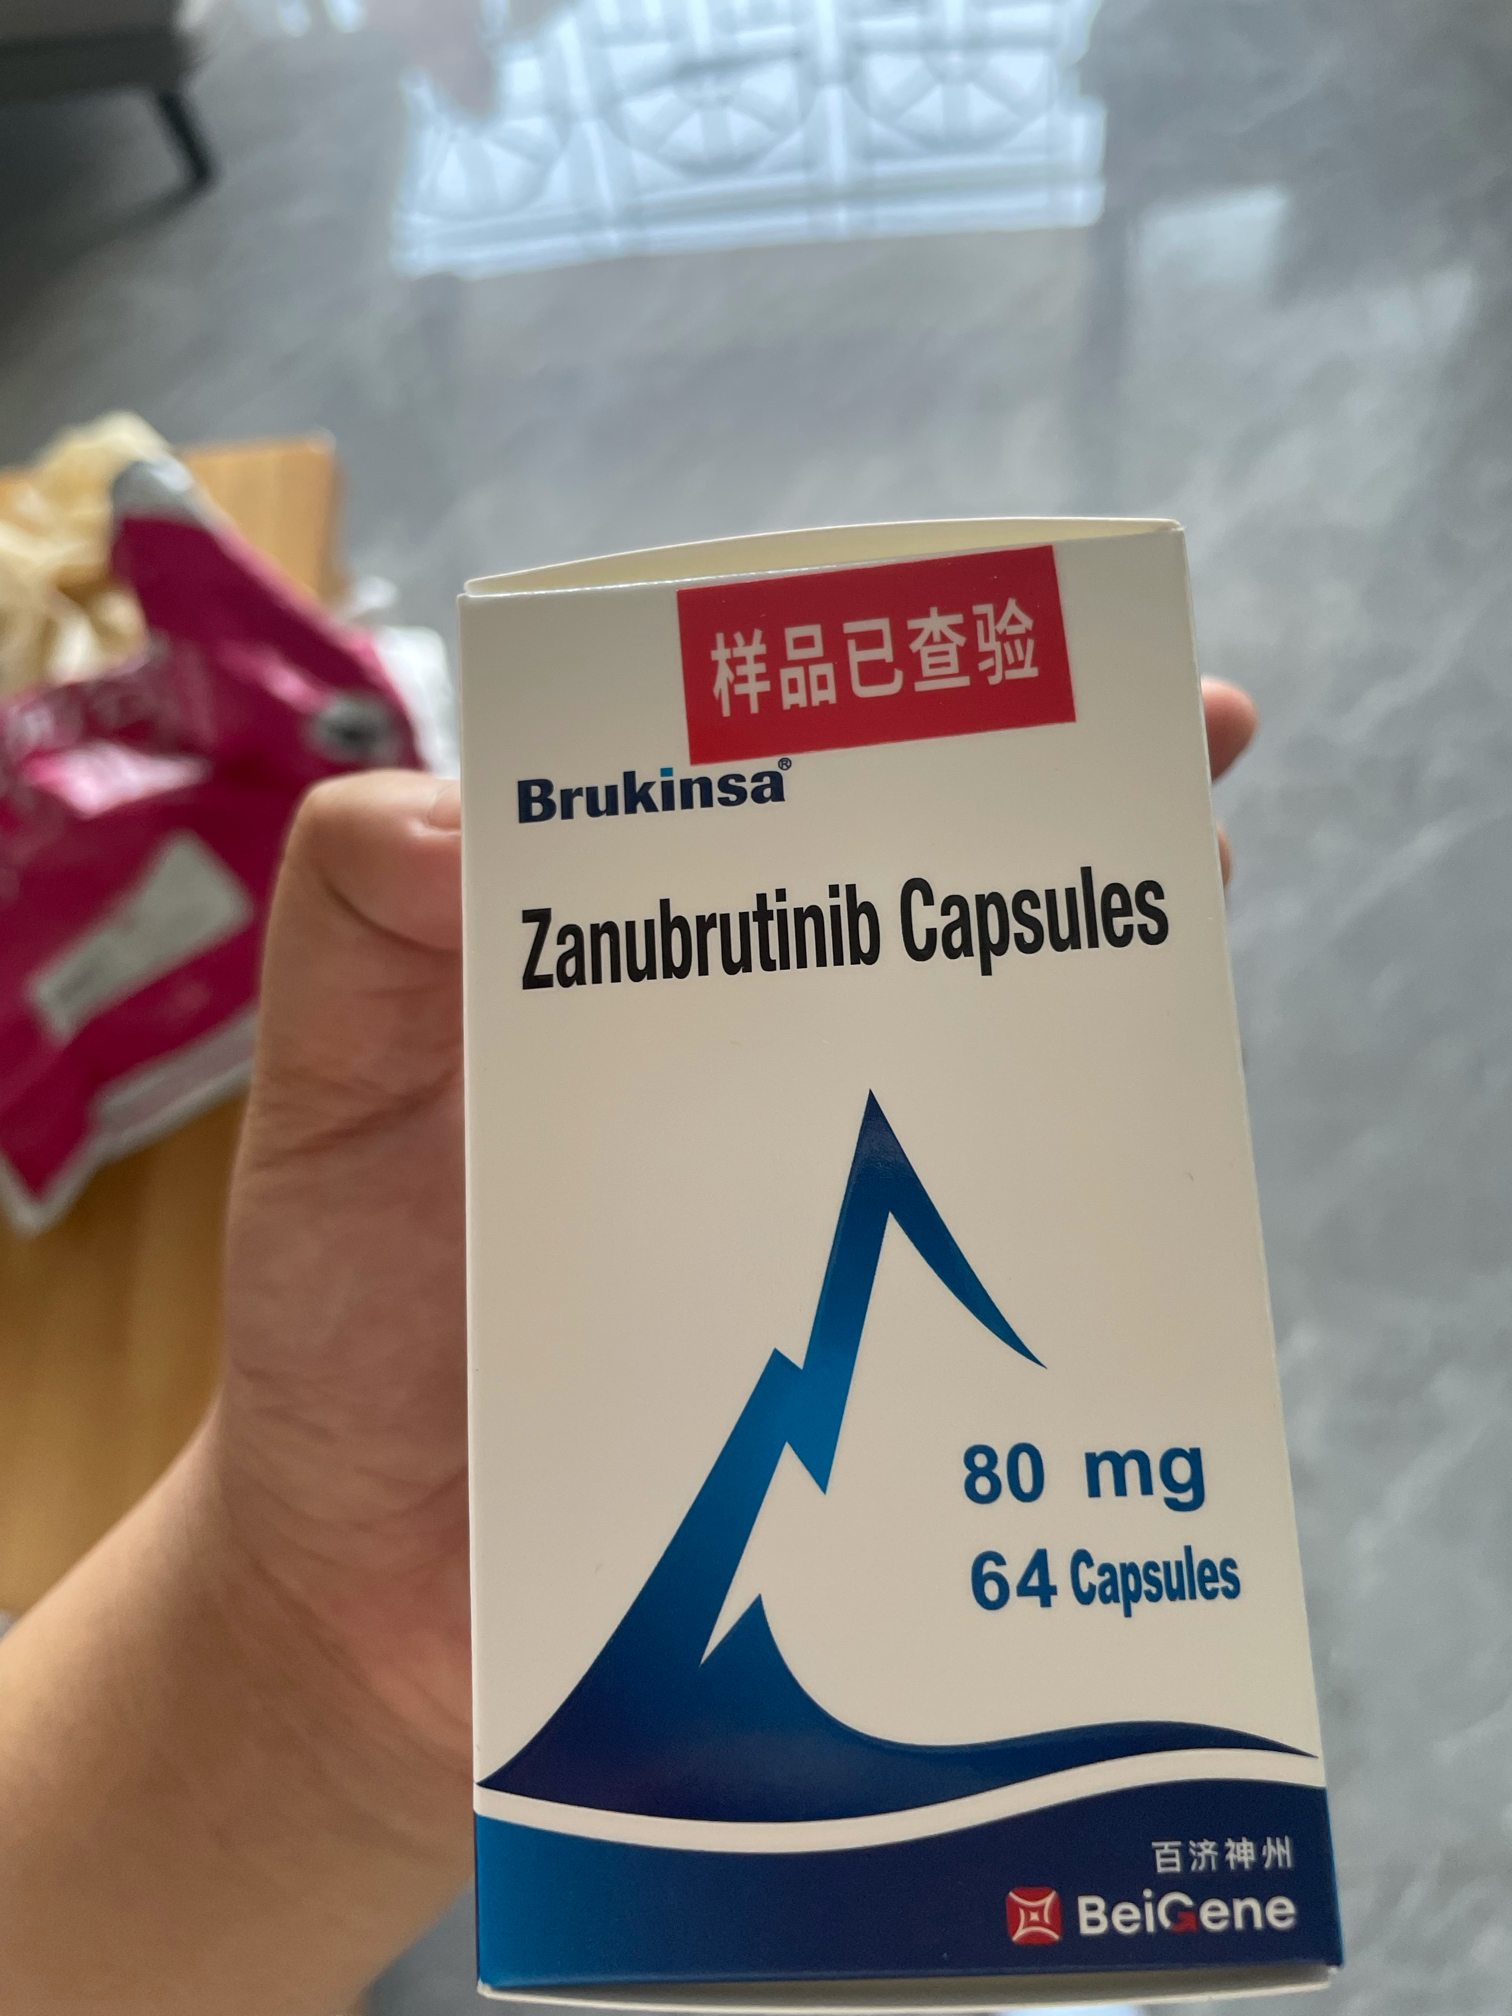 样品已查验
Brukinsa®
Zanubrutinib Capsules
80 mg
64 Capsules
百济神州
BeiGene